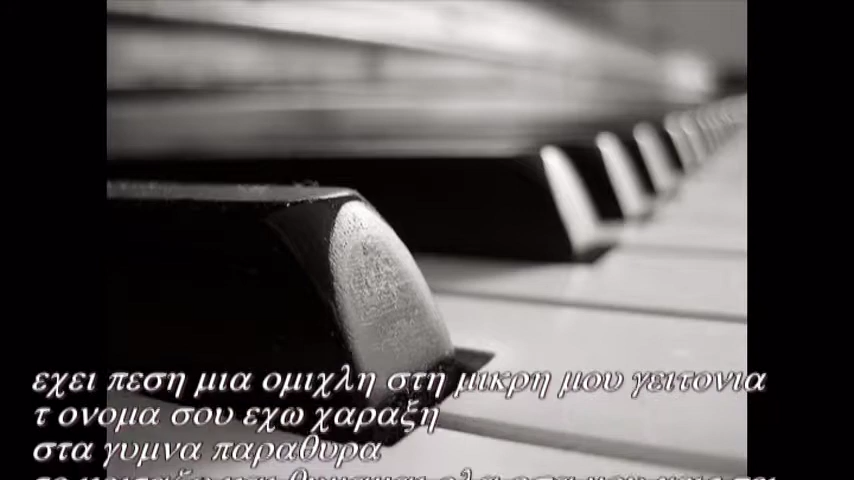 εχει πεση μια ομιχλη στη μικρη μου γειτονια
τ ονομα σου εχω χαραξη
στα γυμνα παραθυρα